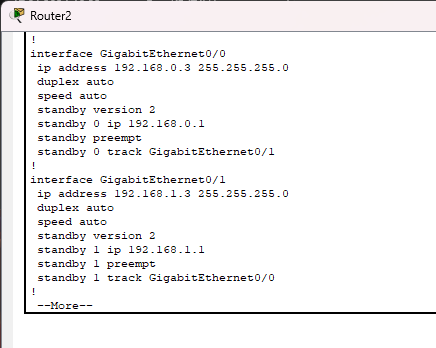 Router2
!
interface GigabitEthernet0/0
 ip address 192.168.0.3 255.255.255.0
 duplex auto
 speed auto
 standby version 2
 standby 0 ip 192.168.0.1
 standby preempt
 standby 0 track GigabitEthernet0/1
!
interface GigabitEthernet0/1
 ip address 192.168.1.3 255.255.255.0
 duplex auto
 speed auto
 standby version 2
 standby 1 ip 192.168.1.1
 standby 1 preempt
 standby 1 track GigabitEthernet0/0
!
 --More--